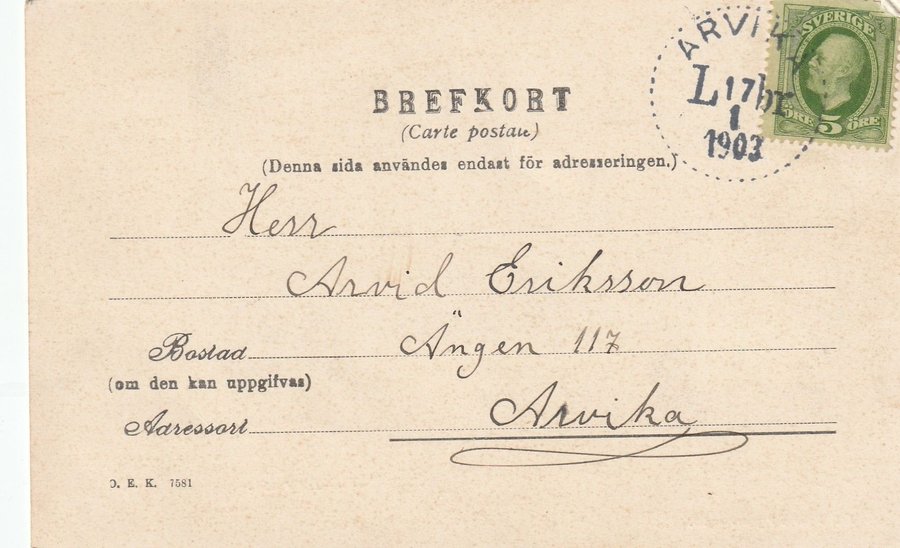 ARVIKA
SVERIGE
L 17 br
1
1903
ÖRE 5 ÖRE
BREFKORT
(Carte postale)
(Denna sida användes endast för adresseringen.)
Herr
Arvid Eriksson
Bostad Ängen 117
(om den kan uppgifvas)
Adressort Arvika
O. E. K. 7581